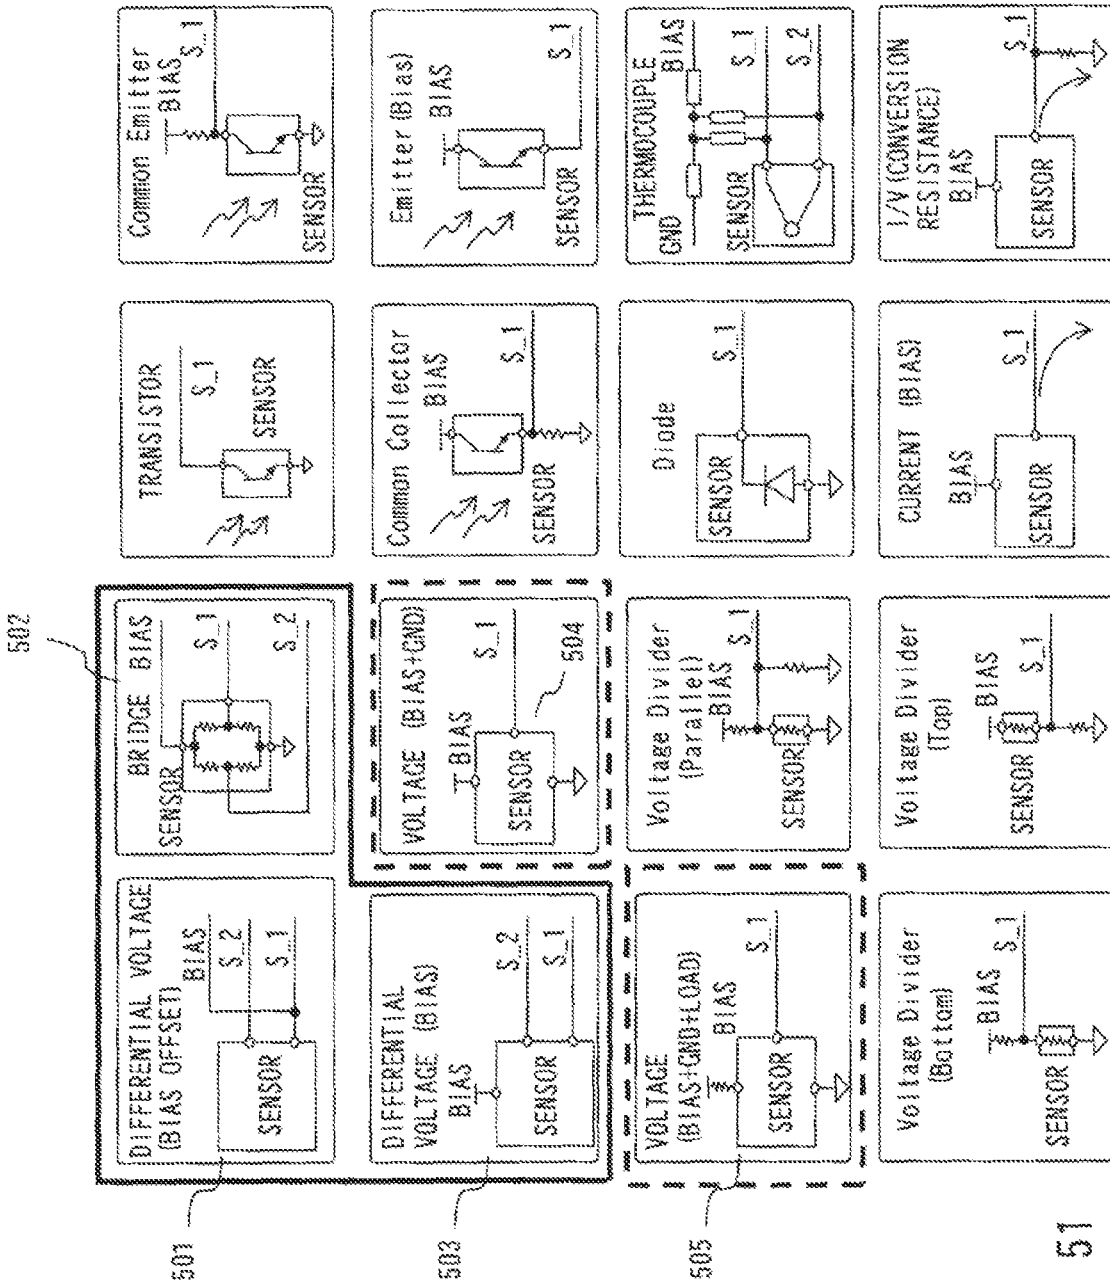 502
501
DIFFERENTIAL VOLTAGE
(BIAS OFFSET)
BIAS
S_2
SENSOR
S_1
BRIDGE BIAS
SENSOR
S_1
S_2
TRANSISTOR
S_1
SENSOR
Common Emitter
BIAS
S_1
SENSOR
503
DIFFERENTIAL
VOLTAGE (BIAS)
BIAS
S_2
SENSOR
S_1
VOLTAGE (BIAS+GND)
BIAS
S_1
SENSOR
504
Common Collector
BIAS
S_1
SENSOR
Emitter(Bias)
BIAS
S_1
SENSOR
505
VOLTAGE
(BIAS+GND+LOAD)
BIAS
S_1
SENSOR
Voltage Divider
(Parallel)
BIAS
S_1
SENSOR
Diode
SENSOR
S_1
THERMOCOUPLE
GND
BIAS
SENSOR
S_1
S_2
Voltage Divider
(Bottom)
BIAS
S_1
SENSOR
Voltage Divider
(Top)
BIAS
S_1
SENSOR
CURRENT (BIAS)
BIAS
S_1
SENSOR
I/V(CONVERSION
RESISTANCE)
BIAS
S_1
SENSOR
51